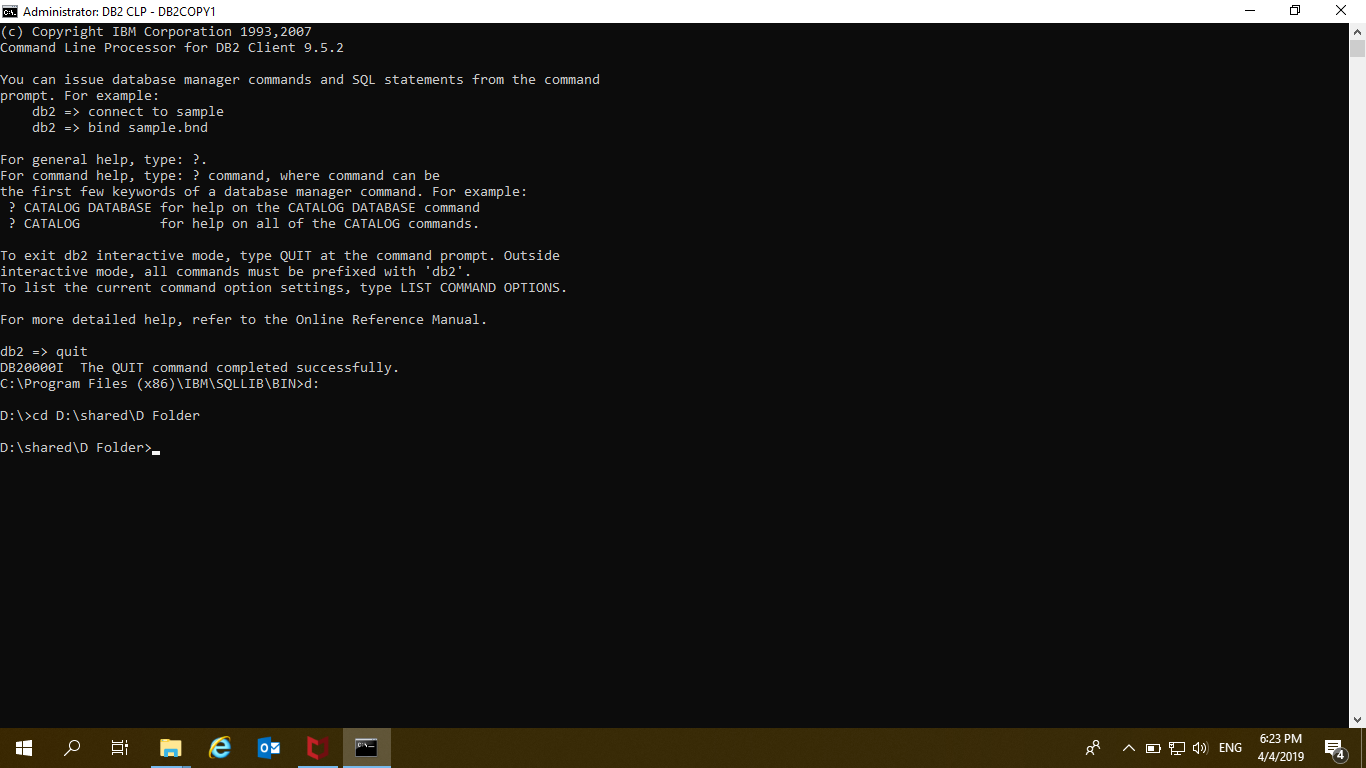 Administrator: DB2 CLP - DB2COPY1
(c) Copyright IBM Corporation 1993,2007
Command Line Processor for DB2 Client 9.5.2
You can issue database manager commands and SQL statements from the command
prompt. For example:
    db2 => connect to sample
    db2 => bind sample.bnd
For general help, type: ?.
For command help, type: ? command, where command can be
the first few keywords of a database manager command. For example:
 ? CATALOG DATABASE for help on the CATALOG DATABASE command
 ? CATALOG          for help on all of the CATALOG commands.
To exit db2 interactive mode, type QUIT at the command prompt. Outside
interactive mode, all commands must be prefixed with 'db2'.
To list the current command option settings, type LIST COMMAND OPTIONS.
For more detailed help, refer to the Online Reference Manual.
db2 => quit
DB20000I  The QUIT command completed successfully.
C:\Program Files (x86)\IBM\SQLLIB\BIN>d:
D:\>cd D:\shared\D Folder
D:\shared\D Folder>
ENG
6:23 PM
4/4/2019
4